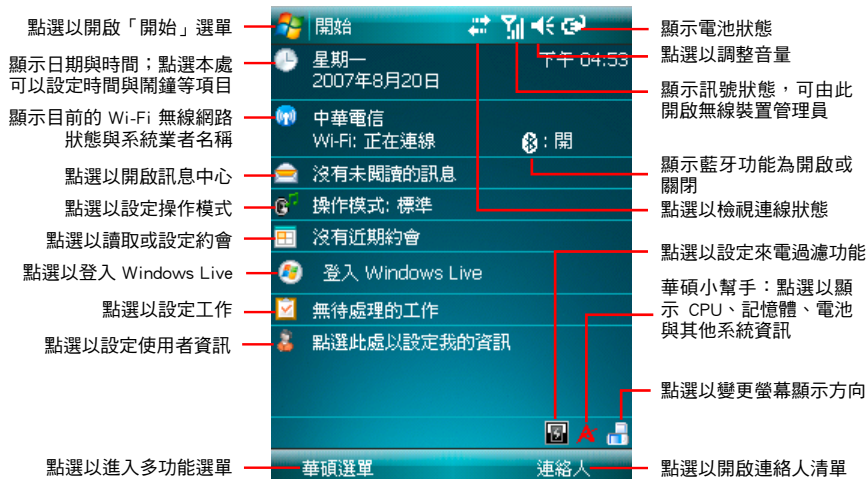 點選以開啟「開始」選單
顯示日期與時間；點選本處
可以設定時間與鬧鐘等項目
顯示目前的 Wi-Fi 無線網路
狀態與系統業者名稱
點選以開啟訊息中心
點選以設定操作模式
點選以讀取或設定約會
點選以登入 Windows Live
點選以設定工作
點選以設定使用者資訊
點選以進入多功能選單
開始
星期一
下午 04:53
2007年8月20日
中華電信
Wi-Fi: 正在連線
: 開
沒有未閱讀的訊息
操作模式: 標準
沒有近期約會
登入 Windows Live
無待處理的工作
點選此處以設定我的資訊
華碩選單
連絡人
顯示電池狀態
點選以調整音量
顯示訊號狀態，可由此
開啟無線裝置管理員
顯示藍牙功能為開啟或
關閉
點選以檢視連線狀態
點選以設定來電過濾功能
華碩小幫手：點選以顯
示 CPU、記憶體、電池
與其他系統資訊
點選以變更螢幕顯示方向
點選以開啟連絡人清單